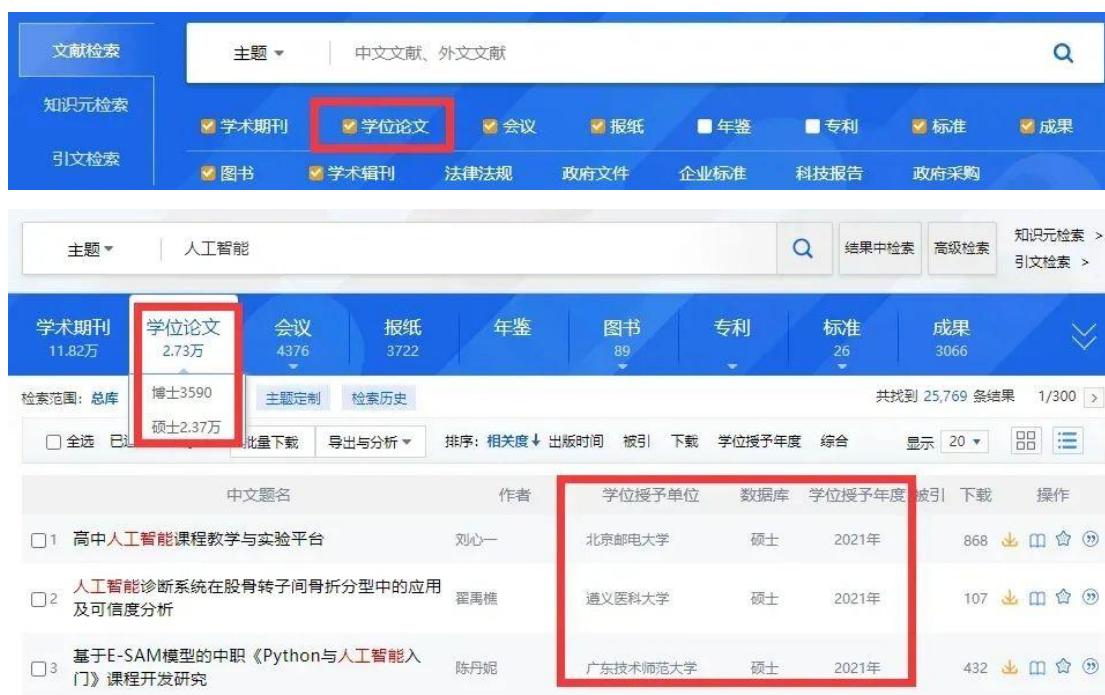 文献检索
主题
中文文献、外文文献
知识元检索
学术期刊 学位论文 会议 报纸 年鉴 专利 标准 成果
引文检索
图书 学术辑刊 法律法规 政府文件 企业标准 科技报告 政府采购
主题 人工智能 结果中检索 高级检索 知识元检索 >
引文检索 >
学术期刊 学位论文 会议 报纸 年鉴 图书 专利 标准 成果
11.82万 2.73万 4376 3722 89 26 3066
检索范围：总库 博士3590 主题定制 检索历史 共找到 25,769 条结果 1/300 >
硕士2.37万
全选 批量下载 导出与分析 排序：相关度↓ 出版时间 被引 下载 学位授予年度 综合 显示 20
中文题名 作者 学位授予单位 数据库 学位授予年度 被引 下载 操作
1 高中人工智能课程教学与实验平台 刘心一 北京邮电大学 硕士 2021年 868
2 人工智能诊断系统在股骨转子间骨折分型中的应用及可信度分析 翟禹樵 遵义医科大学 硕士 2021年 107
3 基于E-SAM模型的中职《Python与人工智能入门》课程开发研究 陈丹妮 广东技术师范大学 硕士 2021年 432